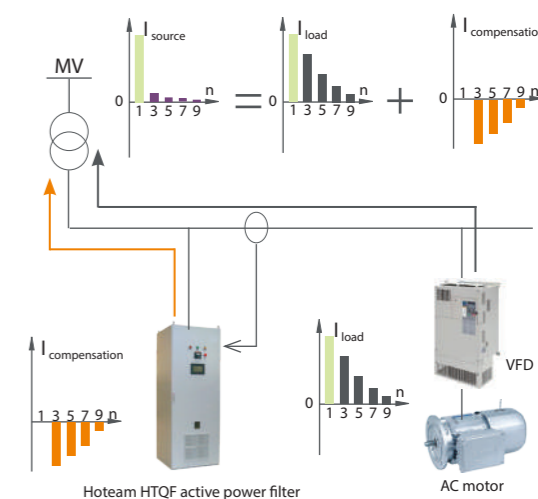 I source
I load
I compensatio
MV
0
1 3 5 7 9 n
=
0
1 3 5 7 9 n
+
0
1 3 5 7 9 n
I compensation
1 3 5 7 9 n
0
I load
n
0
1 3 5 7 9
VFD
Hoteam HTQF active power filter
AC motor